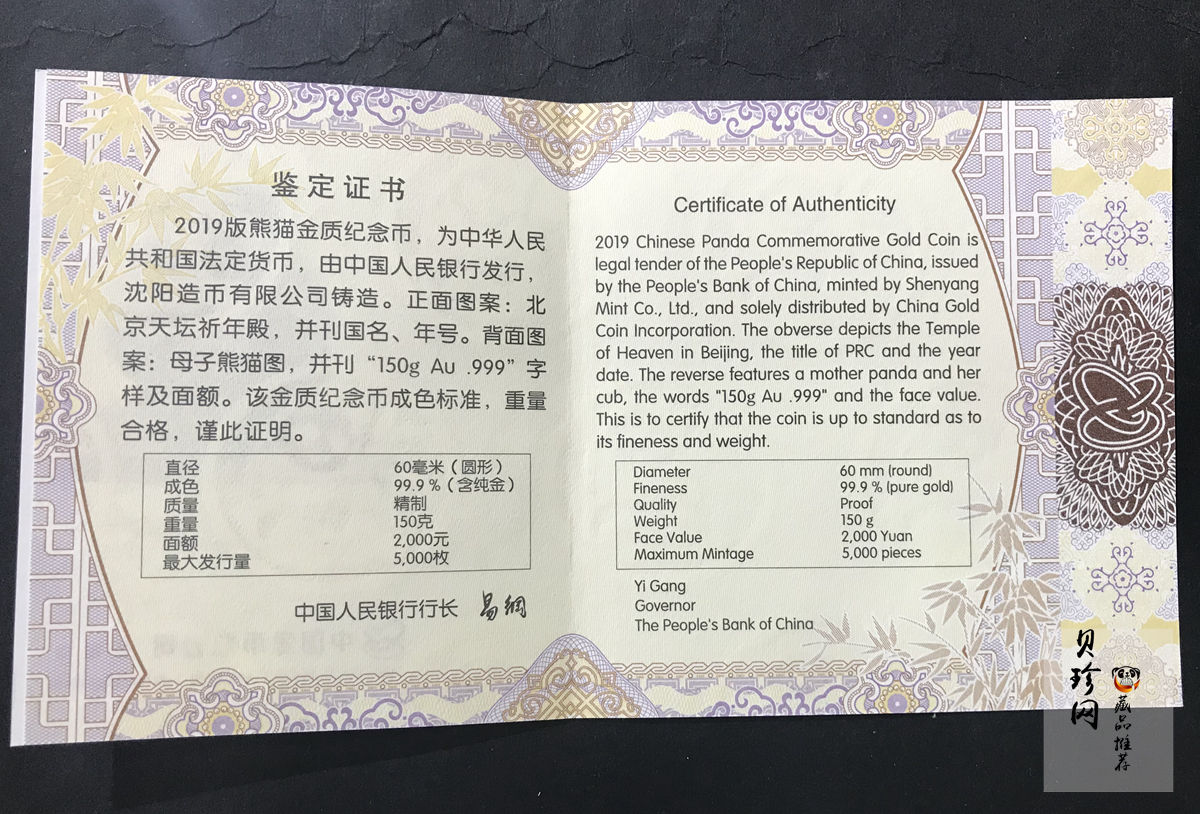 鉴定证书
2019版熊猫金质纪念币，为中华人民
共和国法定货币，由中国人民银行发行，
沈阳造币有限公司铸造。正面图案：北
京天坛祈年殿，并刊国名、年号。背面图
案：母子熊猫图，并刊“150g Au .999”字
样及面额。该金质纪念币成色标准，重量
合格，谨此证明。
直径 60毫米（圆形）
成色 99.9 %（含纯金）
质量 精制
重量 150克
面额 2,000元
最大发行量 5,000枚
中国人民银行行长 易纲
Certificate of Authenticity
2019 Chinese Panda Commemorative Gold Coin is
legal tender of the People's Republic of China, issued
by the People's Bank of China, minted by Shenyang
Mint Co., Ltd., and solely distributed by China Gold
Coin Incorporation. The obverse depicts the Temple
of Heaven in Beijing, the title of PRC and the year
date. The reverse features a mother panda and her
cub, the words "150g Au .999" and the face value.
This is to certify that the coin is up to standard as to
its fineness and weight.
Diameter 60 mm (round)
Fineness 99.9 % (pure gold)
Quality Proof
Weight 150 g
Face Value 2,000 Yuan
Maximum Mintage 5,000 pieces
Yi Gang
Governor
The People's Bank of China
贝珍网
藏品推荐